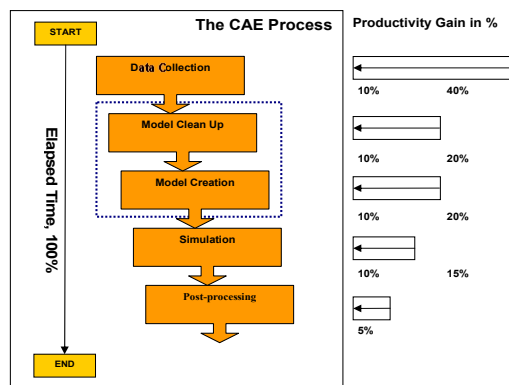 The CAE Process
Productivity Gain in %
START
Data Collection
10% 40%
Model Clean Up
10% 20%
Model Creation
10% 20%
Elapsed Time, 100%
Simulation
10% 15%
Post-processing
5%
END